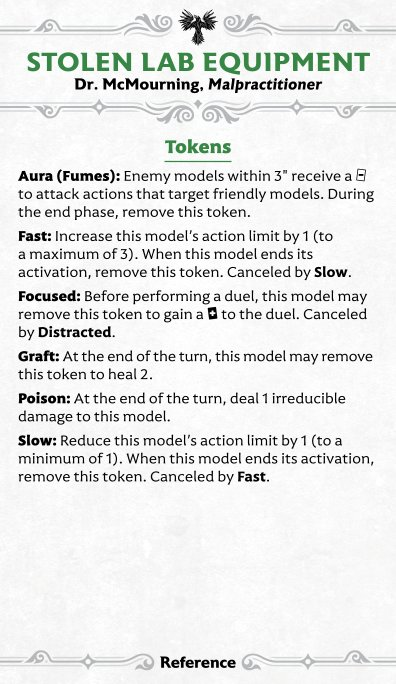 STOLEN LAB EQUIPMENT
Dr. McMourning, Malpractitioner
Tokens
Aura (Fumes): Enemy models within 3" receive a
to attack actions that target friendly models. During
the end phase, remove this token.
Fast: Increase this model's action limit by 1 (to
a maximum of 3). When this model ends its
activation, remove this token. Canceled by Slow.
Focused: Before performing a duel, this model may
remove this token to gain a to the duel. Canceled
by Distracted.
Graft: At the end of the turn, this model may remove
this token to heal 2.
Poison: At the end of the turn, deal 1 irreducible
damage to this model.
Slow: Reduce this model's action limit by 1 (to a
minimum of 1). When this model ends its activation,
remove this token. Canceled by Fast.
Reference